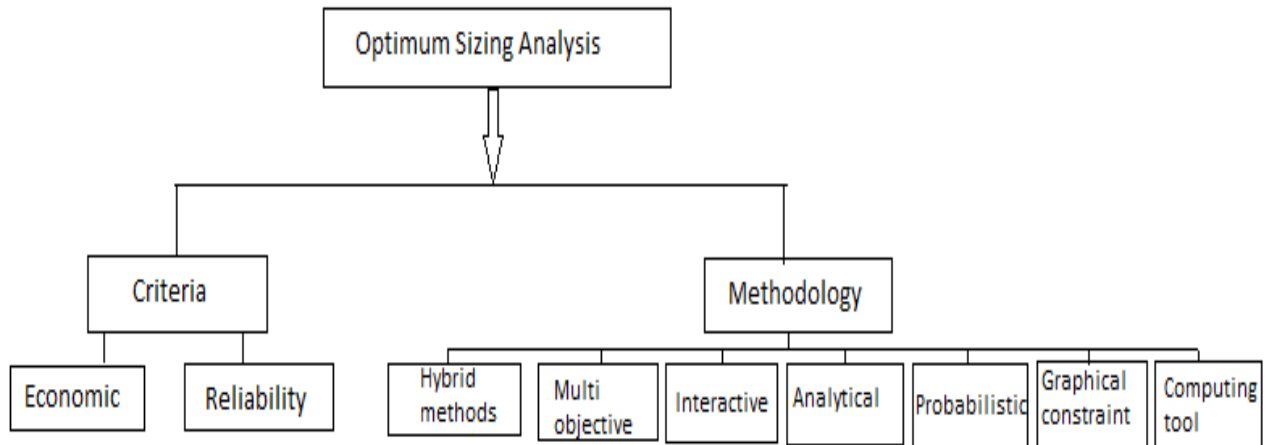 Optimum Sizing Analysis
Criteria
Methodology
Economic
Reliability
Hybrid
methods
Multi
objective
Interactive
Analytical
Probabilistic
Graphical
constraint
Computing
tool